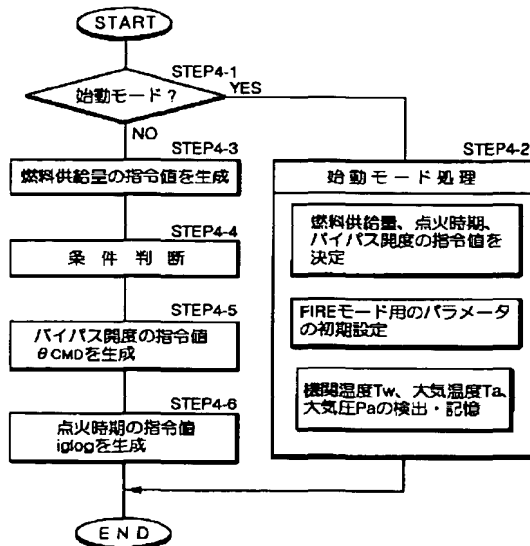 START
STEP4-1
始動モード?
YES
NO
STEP4-3
燃料供給量の指令値を生成
STEP4-4
条件判断
STEP4-5
バイパス開度の指令値
θCMDを生成
STEP4-6
点火時期の指令値
iglogを生成
END
STEP4-2
始動モード処理
燃料供給量、点火時期、
バイパス開度の指令値を
決定
FIREモード用のパラメータ
の初期設定
機関温度Tw、大気温度Ta、
大気圧Paの検出・記憶